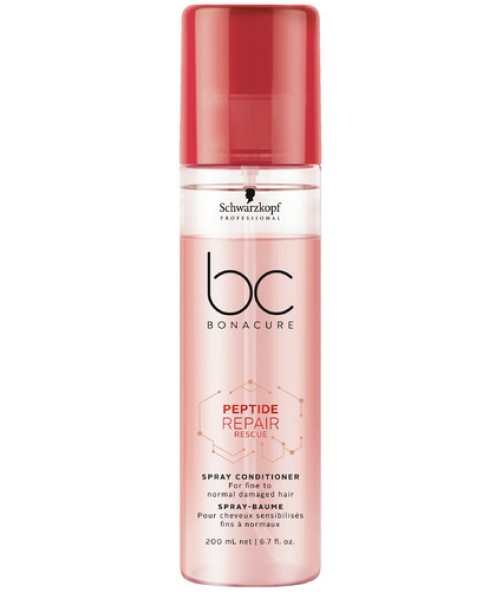 Schwarzkopf
PROFESSIONAL
bc
BONACURE
PEPTIDE
REPAIR
RESCUE
SPRAY CONDITIONER
For fine to
normal damaged hair
SPRAY-BAUME
Pour cheveux sensibilisés
fins à normaux
200 mL net | 6.7 fl. oz.